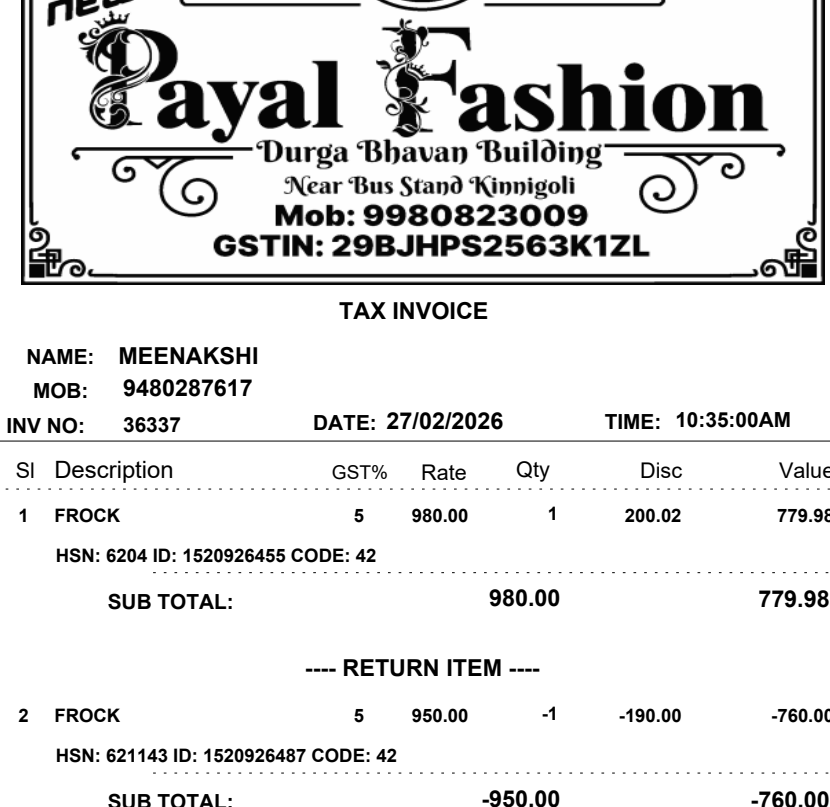 new
Payal Fashion
Durga Bhavan Building
Near Bus Stand Kinnigoli
Mob: 9980823009
GSTIN: 29BJHPS2563K1ZL
TAX INVOICE
NAME: MEENAKSHI
MOB: 9480287617
INV NO: 36337 DATE: 27/02/2026 TIME: 10:35:00AM
Sl Description GST% Rate Qty Disc Value
1 FROCK 5 980.00 1 200.02 779.98
HSN: 6204 ID: 1520926455 CODE: 42
SUB TOTAL: 980.00 779.98
---- RETURN ITEM ----
2 FROCK 5 950.00 -1 -190.00 -760.00
HSN: 621143 ID: 1520926487 CODE: 42
SUB TOTAL: -950.00 -760.00